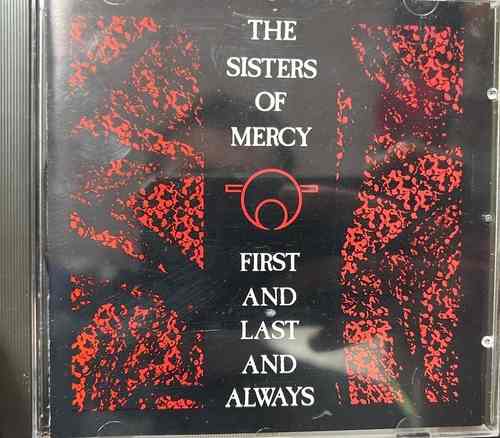 THE
SISTERS
OF
MERCY
FIRST
AND
LAST
AND
ALWAYS